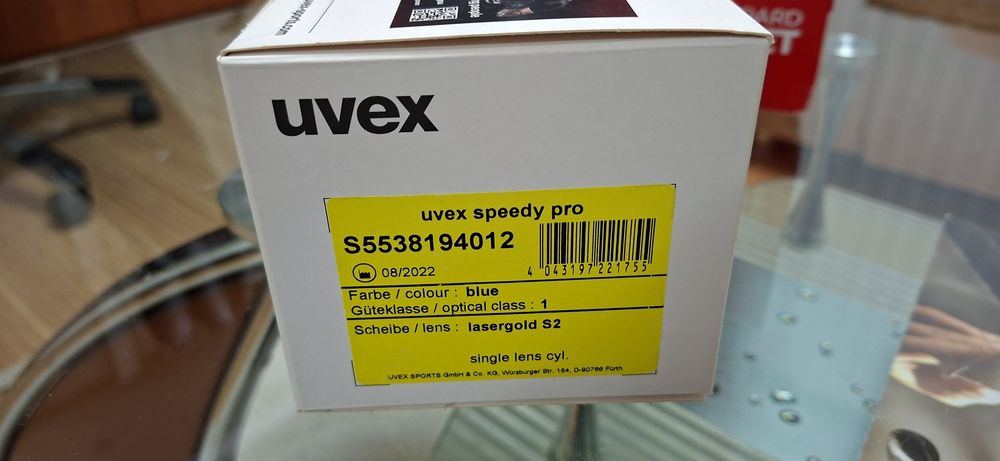 uvex
uvex speedy pro
S5538194012
4 043197 221755
08/2022
Farbe / colour : blue
Güteklasse / optical class : 1
Scheibe / lens : lasergold S2
single lens cyl.
UVEX SPORTS GmbH & Co. KG, Würzburger Str. 154, D-90766 Fürth